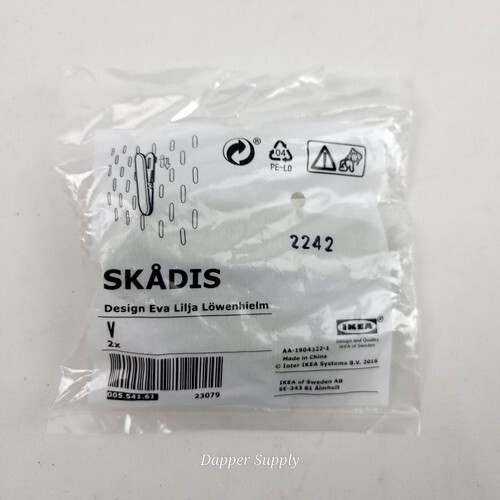 ®
04
PE-LD
2242
SKÅDIS
Design Eva Lilja Löwenhielm
2x
005.541.61
23079
IKEA
Design and Quality
IKEA of Sweden
AA-1904322-1
Made in China
© Inter IKEA Systems B.V. 2016
IKEA of Sweden AB
SE-343 81 Älmhult
Dapper Supply